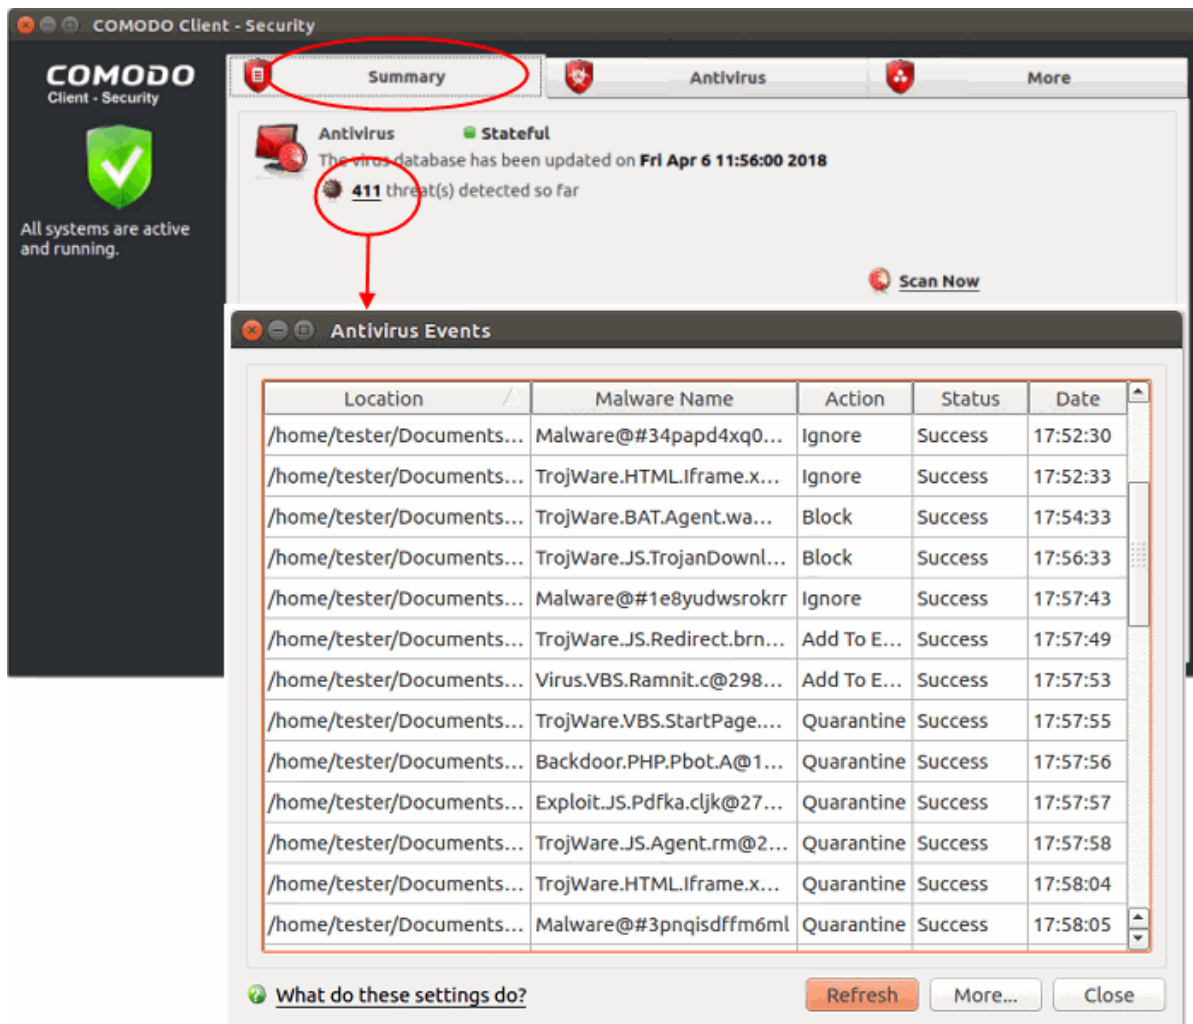 COMODO Client - Security
COMODO
Client - Security
All systems are active
and running.
Summary
Antivirus
More
Antivirus Stateful
The virus database has been updated on Fri Apr 6 11:56:00 2018
411 threat(s) detected so far
Scan Now
Antivirus Events
Location Malware Name Action Status Date
/home/tester/Documents... Malware@#34papd4xq0... Ignore Success 17:52:30
/home/tester/Documents... TrojWare.HTML.Iframe.x... Ignore Success 17:52:33
/home/tester/Documents... TrojWare.BAT.Agent.wa... Block Success 17:54:33
/home/tester/Documents... TrojWare.JS.TrojanDownl... Block Success 17:56:33
/home/tester/Documents... Malware@#1e8yudwsrokrr Ignore Success 17:57:43
/home/tester/Documents... TrojWare.JS.Redirect.brn... Add To E... Success 17:57:49
/home/tester/Documents... Virus.VBS.Ramnit.c@298... Add To E... Success 17:57:53
/home/tester/Documents... TrojWare.VBS.StartPage.... Quarantine Success 17:57:55
/home/tester/Documents... Backdoor.PHP.Pbot.A@1... Quarantine Success 17:57:56
/home/tester/Documents... Exploit.JS.Pdfka.cljk@27... Quarantine Success 17:57:57
/home/tester/Documents... TrojWare.JS.Agent.rm@2... Quarantine Success 17:57:58
/home/tester/Documents... TrojWare.HTML.Iframe.x... Quarantine Success 17:58:04
/home/tester/Documents... Malware@#3pnqisdffm6ml Quarantine Success 17:58:05
What do these settings do?
Refresh
More...
Close